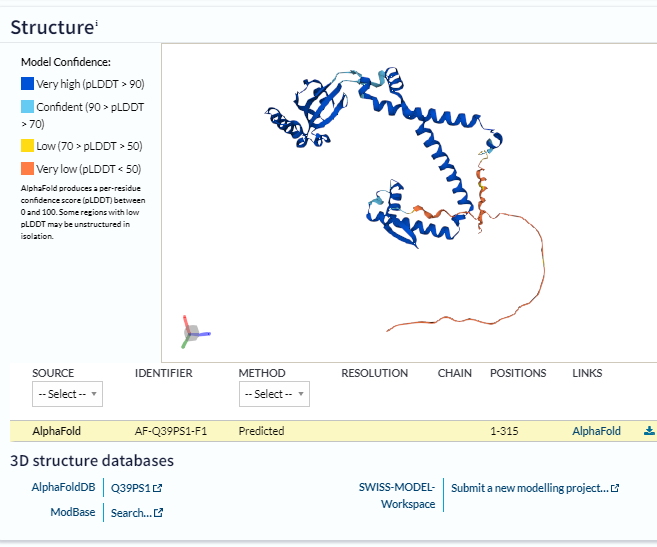 Structureⁱ
Model Confidence:
Very high (pLDDT > 90)
Confident (90 > pLDDT
> 70)
Low (70 > pLDDT > 50)
Very low (pLDDT < 50)
AlphaFold produces a per-residue
confidence score (pLDDT) between
0 and 100. Some regions with low
pLDDT may be unstructured in
isolation.
SOURCE IDENTIFIER METHOD RESOLUTION CHAIN POSITIONS LINKS
-- Select -- -- Select --
AlphaFold AF-Q39PS1-F1 Predicted 1-315 AlphaFold
3D structure databases
AlphaFoldDB Q39PS1
ModBase Search...
SWISS-MODEL-
Workspace
Submit a new modelling project...